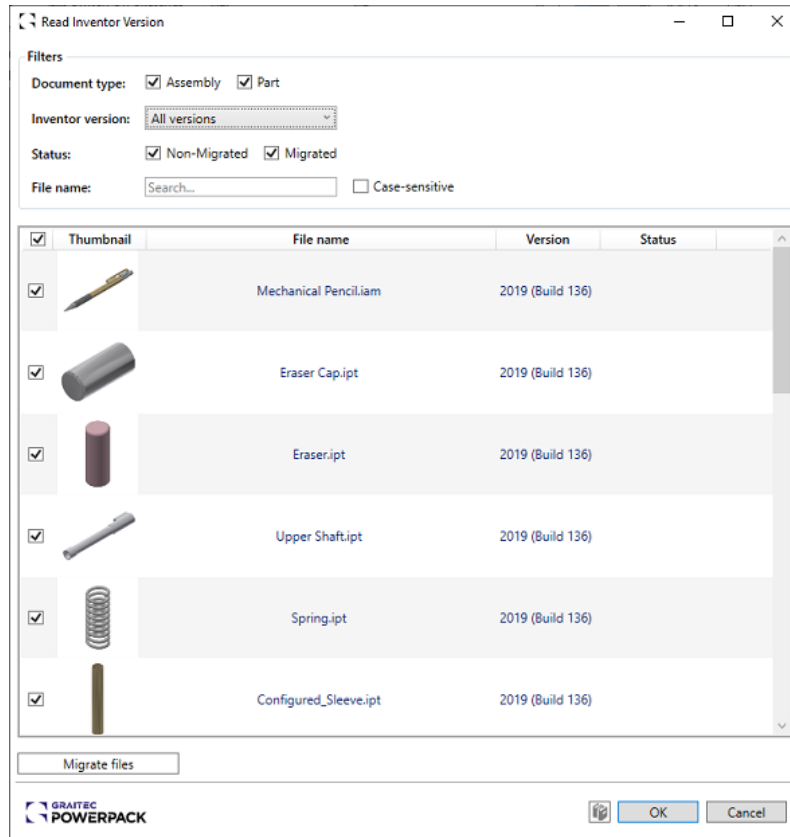 Read Inventor Version
Filters
Document type: Assembly Part
Inventor version: All versions
Status: Non-Migrated Migrated
File name: Search... Case-sensitive
Thumbnail File name Version Status
Mechanical Pencil.iam 2019 (Build 136)
Eraser Cap.ipt 2019 (Build 136)
Eraser.ipt 2019 (Build 136)
Upper Shaft.ipt 2019 (Build 136)
Spring.ipt 2019 (Build 136)
Configured_Sleeve.ipt 2019 (Build 136)
Migrate files
GRAITEC
POWERPACK
OK Cancel